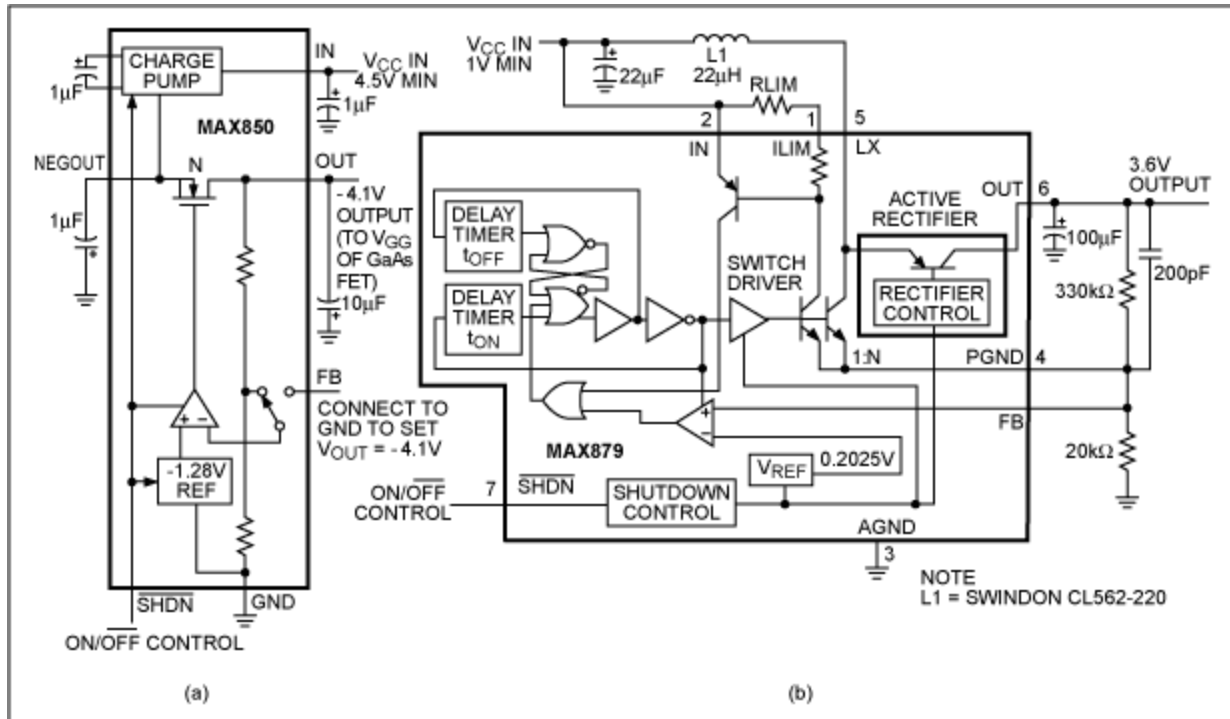 CHARGE
PUMP
IN
VCC IN
4.5V MIN
1µF
1µF
MAX850
NEGOUT
N
OUT
1µF
- 4.1V
OUTPUT
(TO VGG
OF GaAs
FET)
10µF
FB
CONNECT TO
GND TO SET
VOUT = - 4.1V
+ −
-1.28V
REF
SHDN
GND
ON/OFF CONTROL
(a)
VCC IN
1V MIN
22µF
L1
22µH
RLIM
2
1
5
IN
ILIM
LX
ACTIVE
RECTIFIER
OUT
6
3.6V
OUTPUT
DELAY
TIMER
tOFF
DELAY
TIMER
tON
SWITCH
DRIVER
RECTIFIER
CONTROL
100µF
330kΩ
200pF
1:N
PGND
4
+
−
FB
MAX879
VREF
0.2025V
20kΩ
ON/OFF
CONTROL
7
SHDN
SHUTDOWN
CONTROL
AGND
3
NOTE
L1 = SWINDON CL562-220
(b)